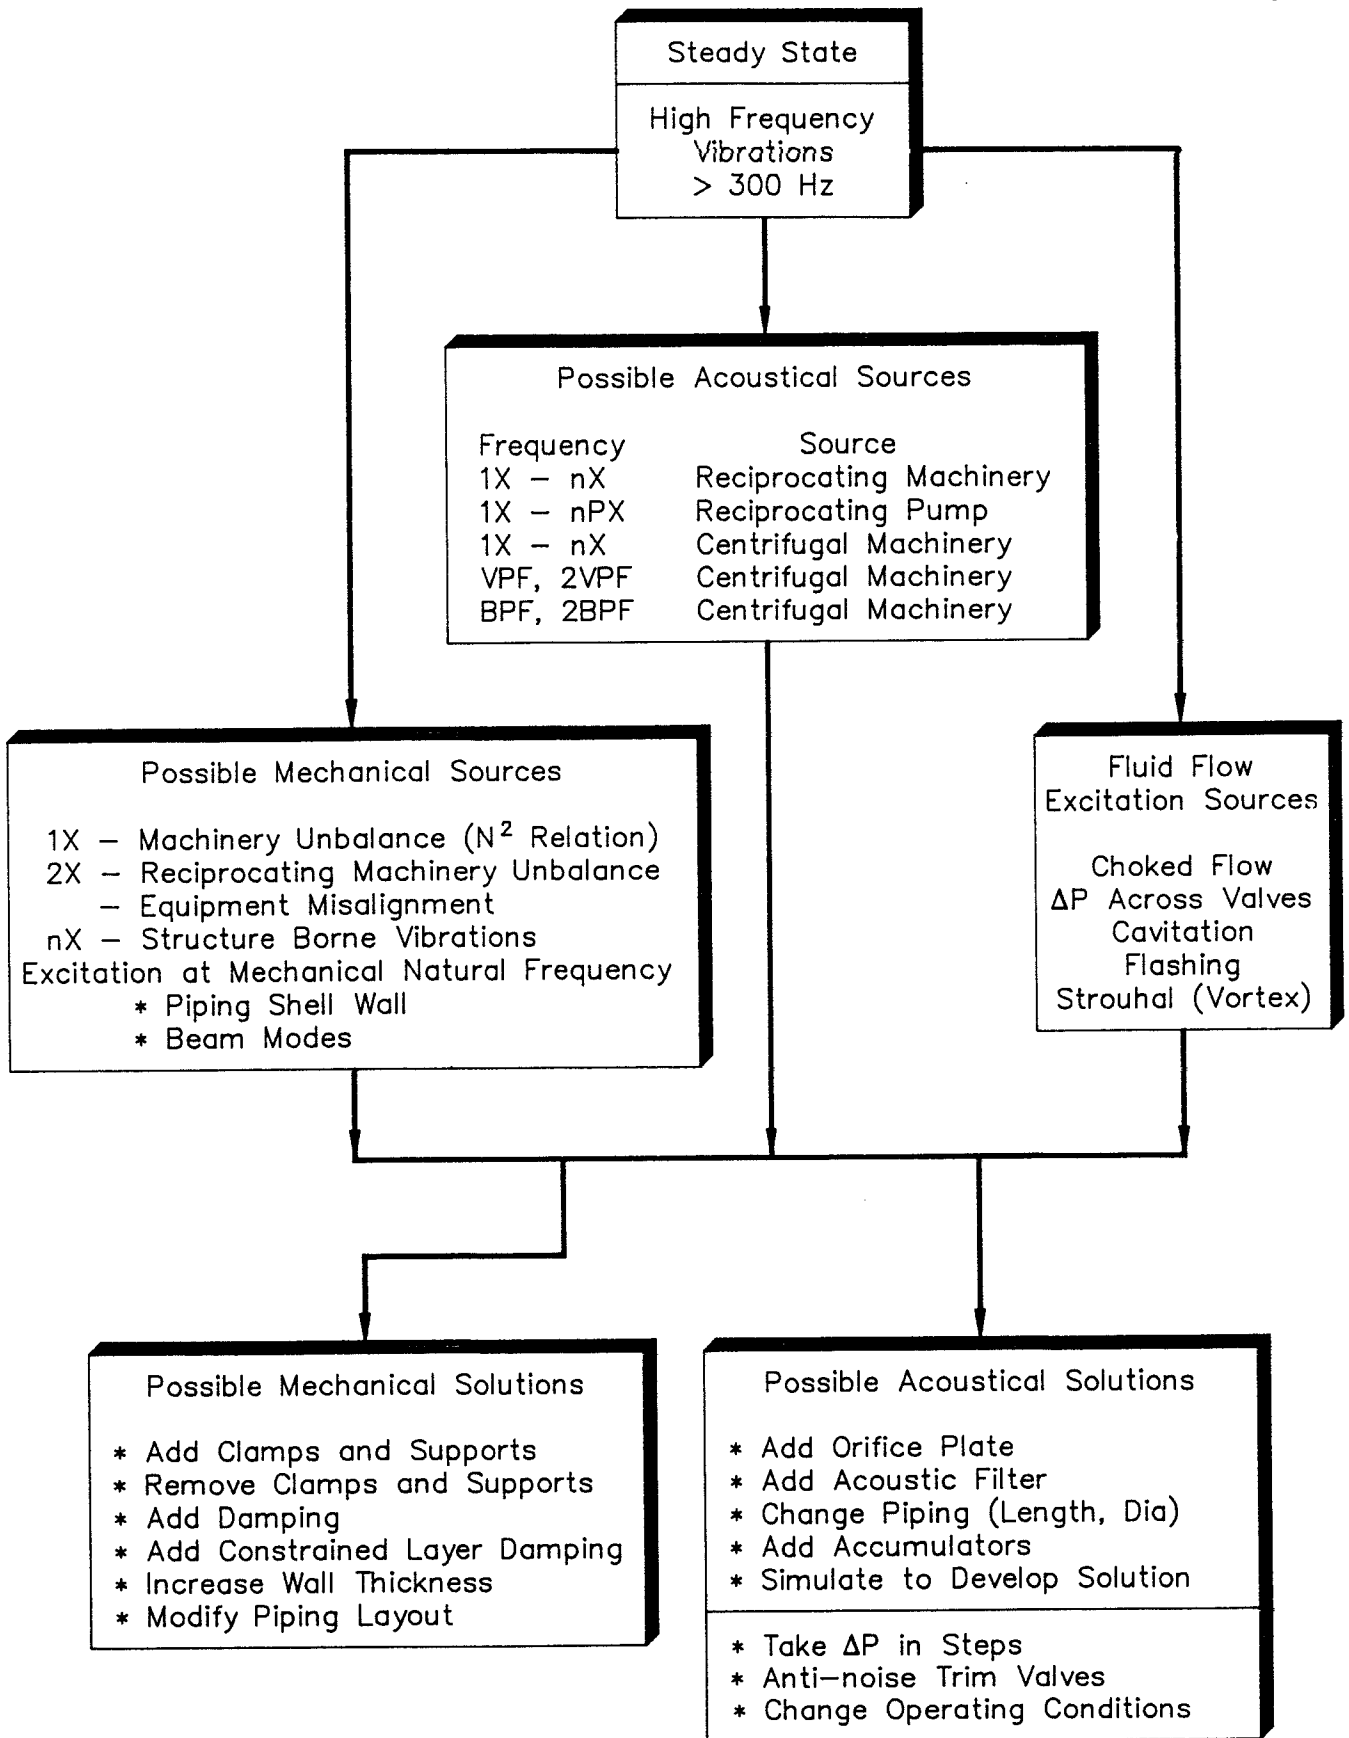 Steady State
High Frequency
Vibrations
> 300 Hz
Possible Acoustical Sources
Frequency Source
1X – nX Reciprocating Machinery
1X – nPX Reciprocating Pump
1X – nX Centrifugal Machinery
VPF, 2VPF Centrifugal Machinery
BPF, 2BPF Centrifugal Machinery
Possible Mechanical Sources
1X – Machinery Unbalance (N² Relation)
2X – Reciprocating Machinery Unbalance
– Equipment Misalignment
nX – Structure Borne Vibrations
Excitation at Mechanical Natural Frequency
* Piping Shell Wall
* Beam Modes
Fluid Flow
Excitation Sources
Choked Flow
ΔP Across Valves
Cavitation
Flashing
Strouhal (Vortex)
Possible Mechanical Solutions
* Add Clamps and Supports
* Remove Clamps and Supports
* Add Damping
* Add Constrained Layer Damping
* Increase Wall Thickness
* Modify Piping Layout
Possible Acoustical Solutions
* Add Orifice Plate
* Add Acoustic Filter
* Change Piping (Length, Dia)
* Add Accumulators
* Simulate to Develop Solution
* Take ΔP in Steps
* Anti–noise Trim Valves
* Change Operating Conditions